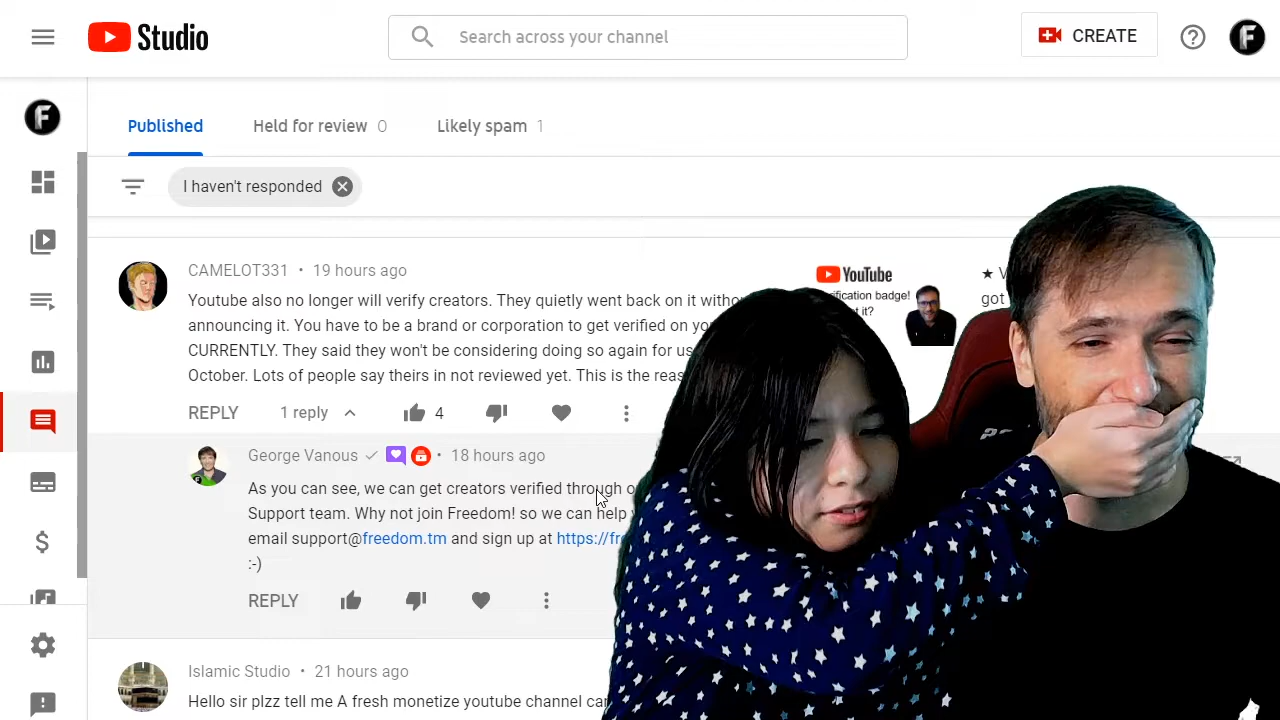 Studio
Search across your channel
CREATE
F
F
Published
Held for review 0
Likely spam 1
I haven't responded
CAMELOT331 • 19 hours ago
Youtube also no longer will verify creators. They quietly went back on it
announcing it. You have to be a brand or corporation to get verified on
CURRENTLY. They said they won't be considering doing so again for
October. Lots of people say theirs in not reviewed yet. This is the
YouTube
badge!
it?
★
got
REPLY
1 reply
4
George Vanous • 18 hours ago
As you can see, we can get creators verified through
Support team. Why not join Freedom! so we can help
email support@freedom.tm and sign up at
:-)
REPLY
Islamic Studio • 21 hours ago
Hello sir plzz tell me A fresh monetize youtube channel